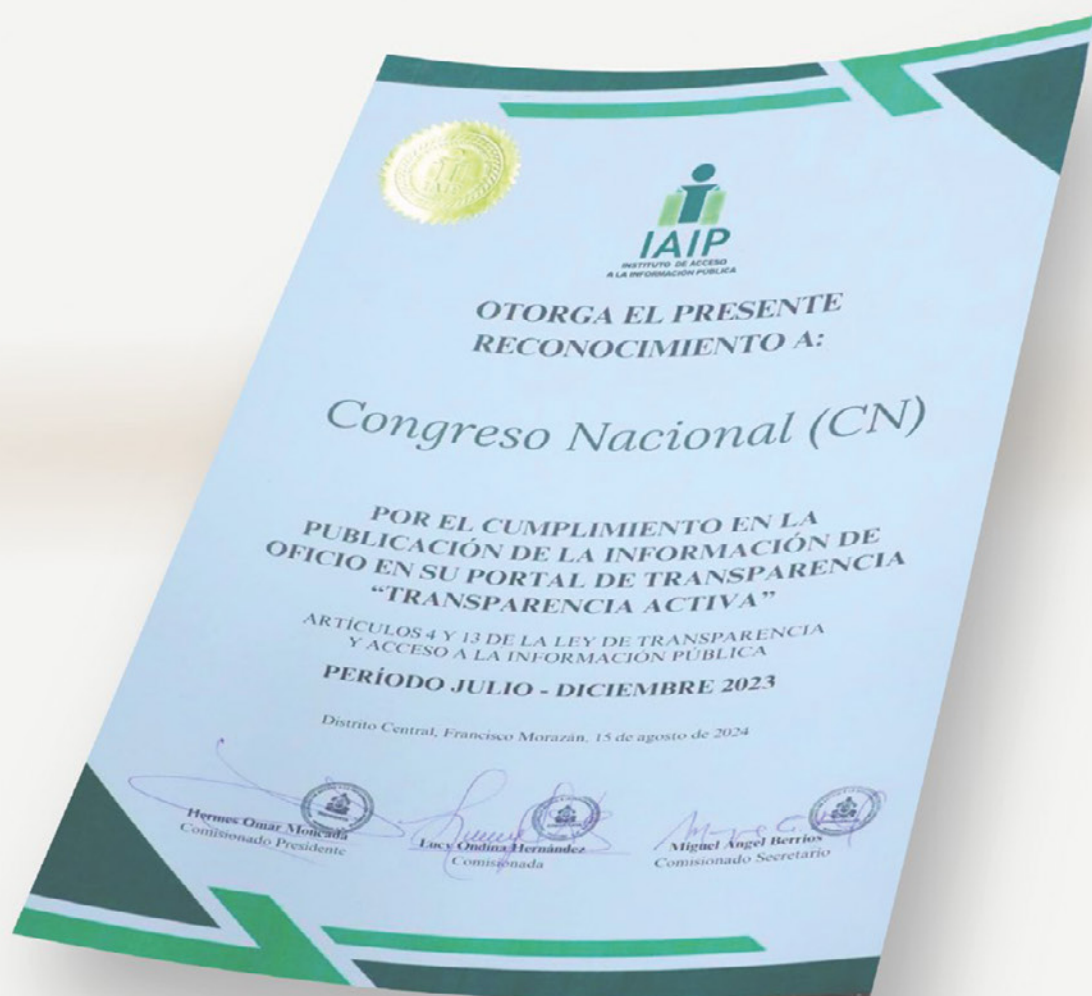 IAIP
IAIP
INSTITUTO DE ACCESO
A LA INFORMACIÓN PÚBLICA
OTORGA EL PRESENTE
RECONOCIMIENTO A:
Congreso Nacional (CN)
POR EL CUMPLIMIENTO EN LA
PUBLICACIÓN DE LA INFORMACIÓN DE
OFICIO EN SU PORTAL DE TRANSPARENCIA
“TRANSPARENCIA ACTIVA”
ARTÍCULOS 4 Y 13 DE LA LEY DE TRANSPARENCIA
Y ACCESO A LA INFORMACIÓN PÚBLICA
PERÍODO JULIO - DICIEMBRE 2023
Distrito Central, Francisco Morazán, 15 de agosto de 2024
Hermes Omar Moncada
Comisionado Presidente
Lucy Ondina Hernández
Comisionada
Miguel Ángel Berrios
Comisionado Secretario